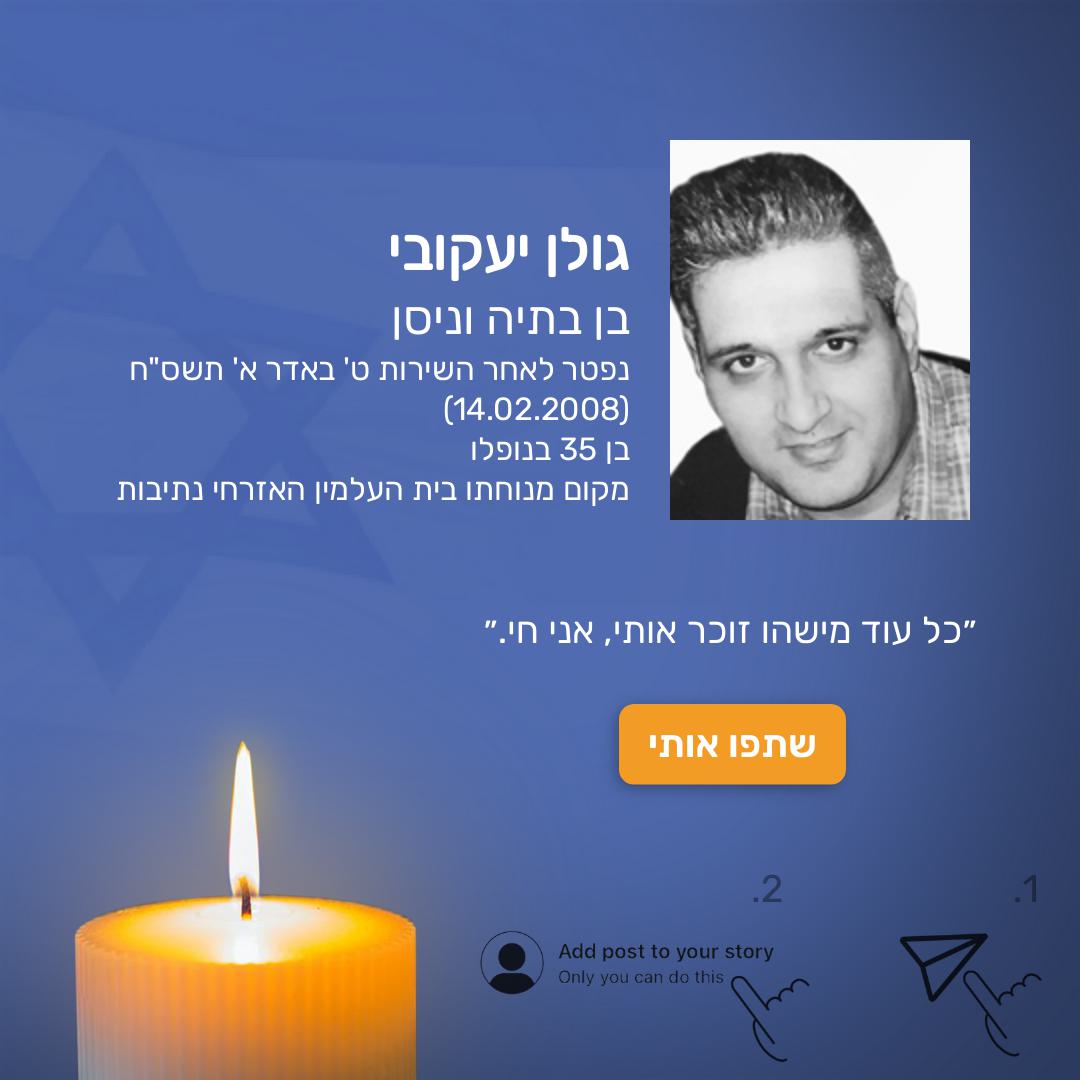 גולן יעקובי
בן בתיה וניסן
נפטר לאחר השירות ט' באדר א' תשס"ח
(14.02.2008)
בן 35 בנופלו
מקום מנוחתו בית העלמין האזרחי נתיבות
״כל עוד מישהו זוכר אותי, אני חי.״
שתפו אותי
1.
2.
Add post to your story
Only you can do this